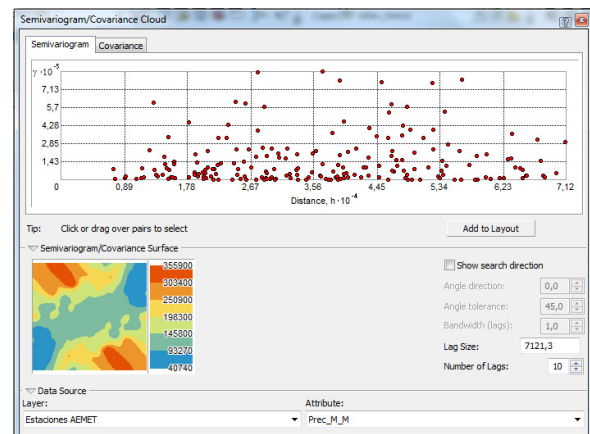 Semivariogram/Covariance Cloud
Semivariogram Covariance
γ·10⁻⁵
7,13
5,7
4,28
2,85
1,43
0 0,89 1,78 2,67 3,56 4,45 5,34 6,23 7,12
Distance, h·10⁻⁴
Tip: Click or drag over pairs to select
Add to Layout
Semivariogram/Covariance Surface
355900
303400
250900
198300
145800
93270
40740
Show search direction
Angle direction: 0,0
Angle tolerance: 45,0
Bandwidth (lags): 1,0
Lag Size: 7121,3
Number of Lags: 10
Data Source
Layer: Attribute:
Estaciones AEMET Prec_M_M